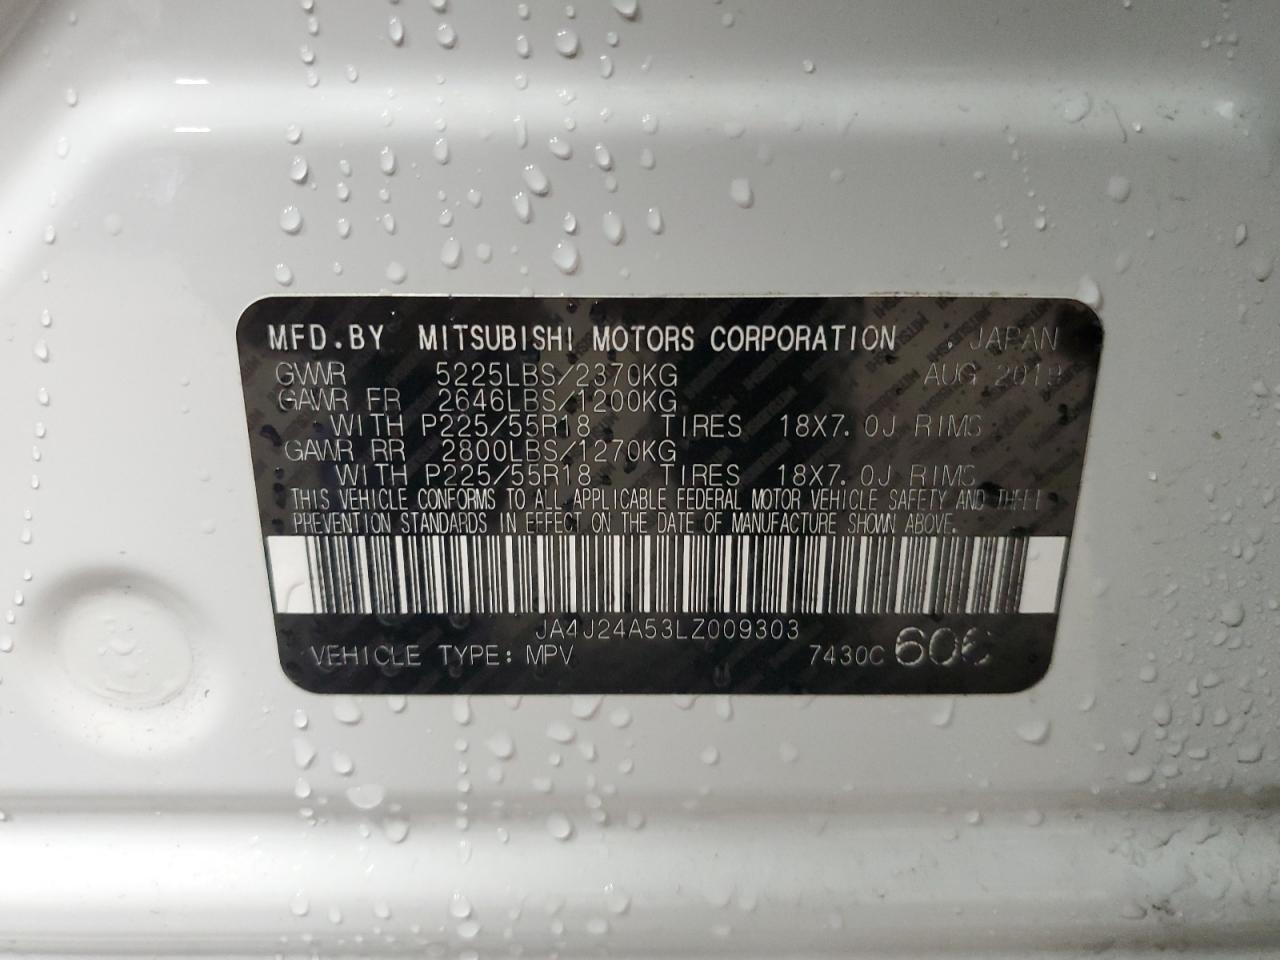 MFD.BY MITSUBISHI MOTORS CORPORATION . JAPAN
GVWR 5225LBS/2370KG AUG 2019
GAWR FR 2646LBS/1200KG
WITH P225/55R18 TIRES 18X7.0J RIMS
GAWR RR 2800LBS/1270KG
WITH P225/55R18 TIRES 18X7.0J RIMS
THIS VEHICLE CONFORMS TO ALL APPLICABLE FEDERAL MOTOR VEHICLE SAFETY AND THEFT
PREVENTION STANDARDS IN EFFECT ON THE DATE OF MANUFACTURE SHOWN ABOVE.
JA4J24A53LZ009303
VEHICLE TYPE: MPV 7430C 606